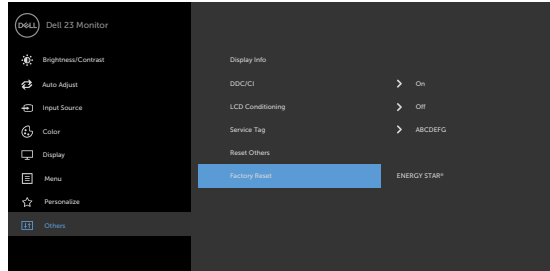 DELL Dell 23 Monitor
Brightness/Contrast
Auto Adjust
Input Source
Color
Display
Menu
Personalize
Others
Display Info
DDC/CI On
LCD Conditioning Off
Service Tag ABCDEFG
Reset Others
Factory Reset ENERGY STAR®